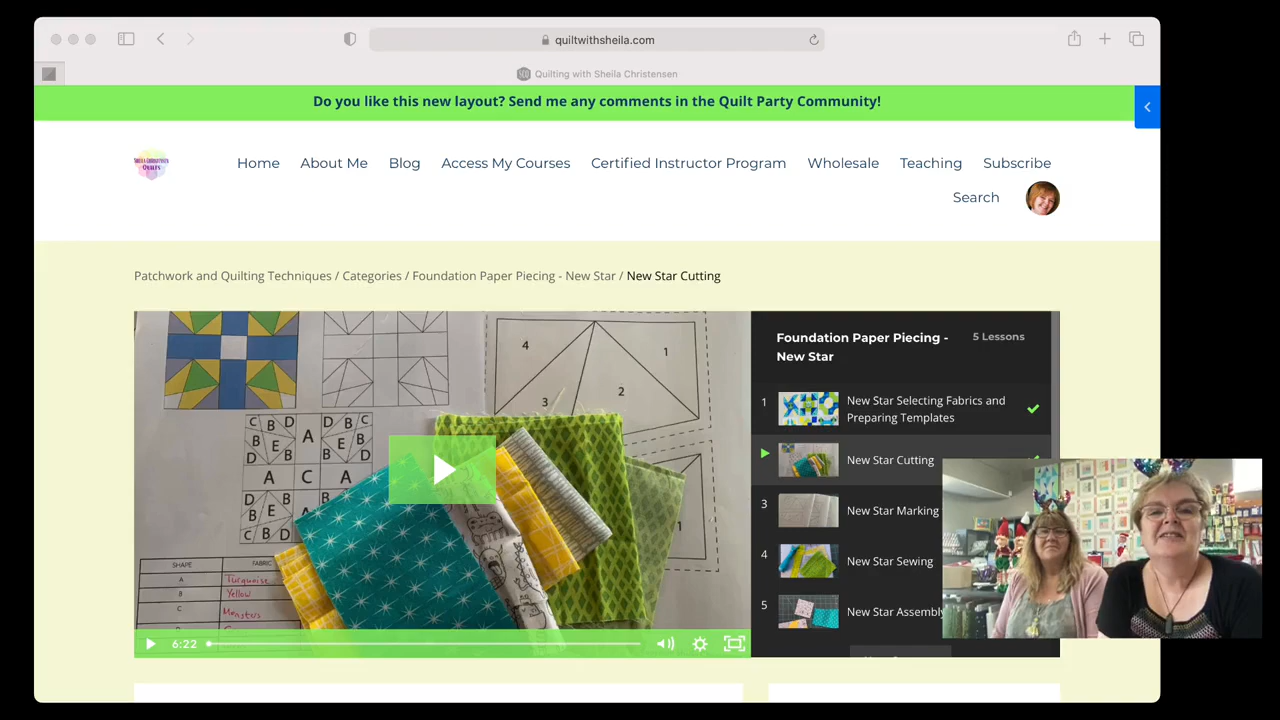 quiltwithsheila.com
Quilting with Sheila Christensen
Do you like this new layout? Send me any comments in the Quilt Party Community!
SHEILA CHRISTENSEN
QUILTS
Home About Me Blog Access My Courses Certified Instructor Program Wholesale Teaching Subscribe
Search
Patchwork and Quilting Techniques / Categories / Foundation Paper Piecing - New Star / New Star Cutting
4
1
2
3
C B D A D B C
B E E B
D B B D
A C A
D B B D
B E A E B
C B D D B C
1
SHAPE FABRIC
A Turquoise
B Yellow
C Monsters
6:22
Foundation Paper Piecing - 5 Lessons
New Star
1 New Star Selecting Fabrics and
Preparing Templates
New Star Cutting
3 New Star Marking
4 New Star Sewing
5 New Star Assembly